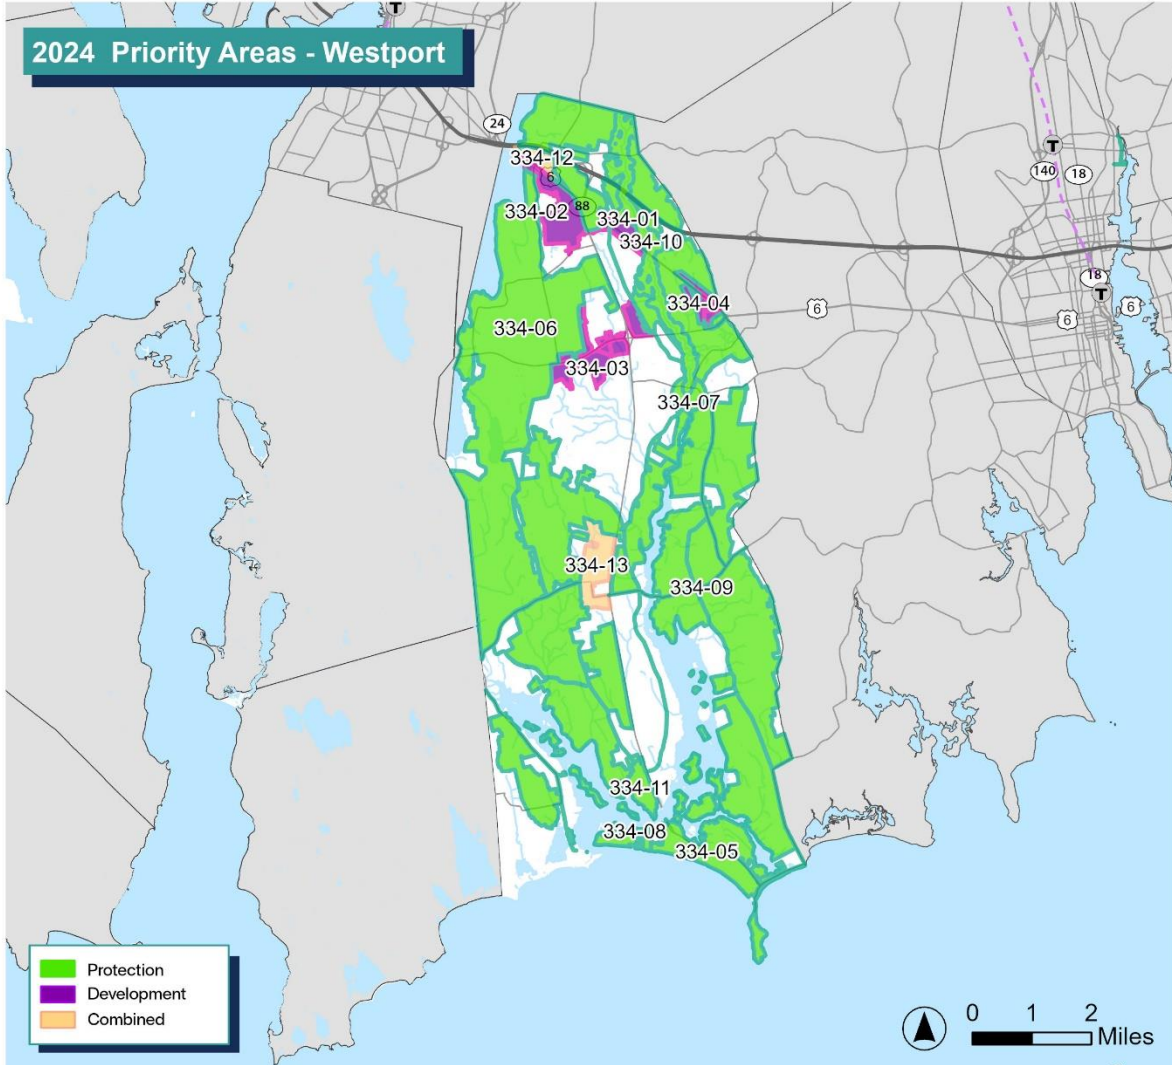 2024 Priority Areas - Westport
T
24
334-12
6
140
T
18
88
334-02
334-01
334-10
18
T
334-04
6
6
6
334-06
334-03
334-07
334-13
334-09
334-11
334-08
334-05
Protection
Development
Combined
0 1 2
Miles